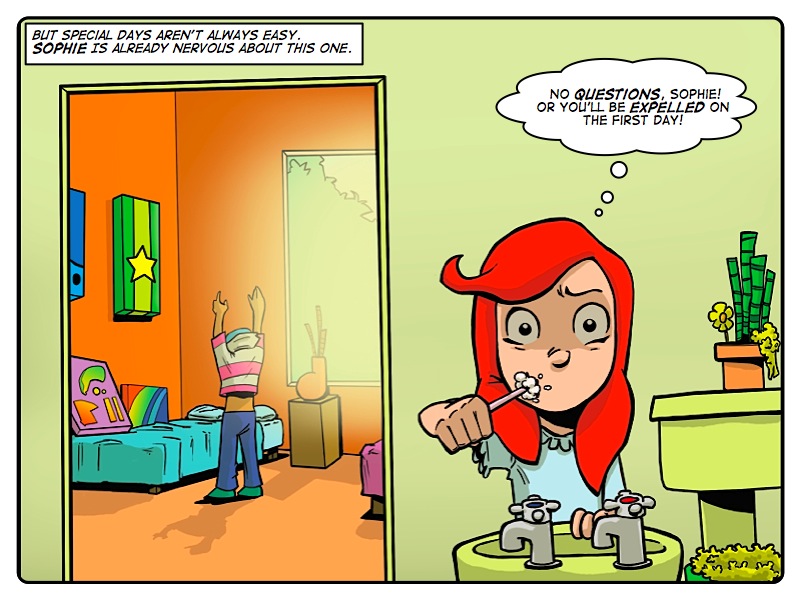 BUT SPECIAL DAYS AREN'T ALWAYS EASY.
SOPHIE IS ALREADY NERVOUS ABOUT THIS ONE.
NO QUESTIONS, SOPHIE!
OR YOU'LL BE EXPELLED ON
THE FIRST DAY!